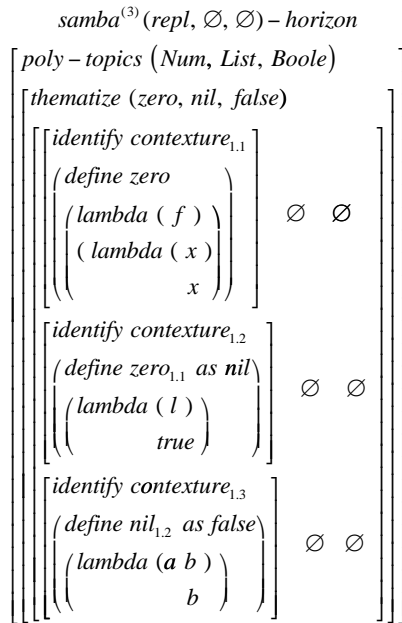 samba⁽³⁾ (repl, ∅, ∅) – horizon
poly – topics (Num, List, Boole)
thematize (zero, nil, false)
identify contexture₁.₁
(define zero
(lambda ( f )
( lambda ( x )
x
∅ ∅
identify contexture₁.₂
(define zero₁.₁ as nil
(lambda ( l )
true
∅ ∅
identify contexture₁.₃
(define nil₁.₂ as false
(lambda (a b )
b
∅ ∅